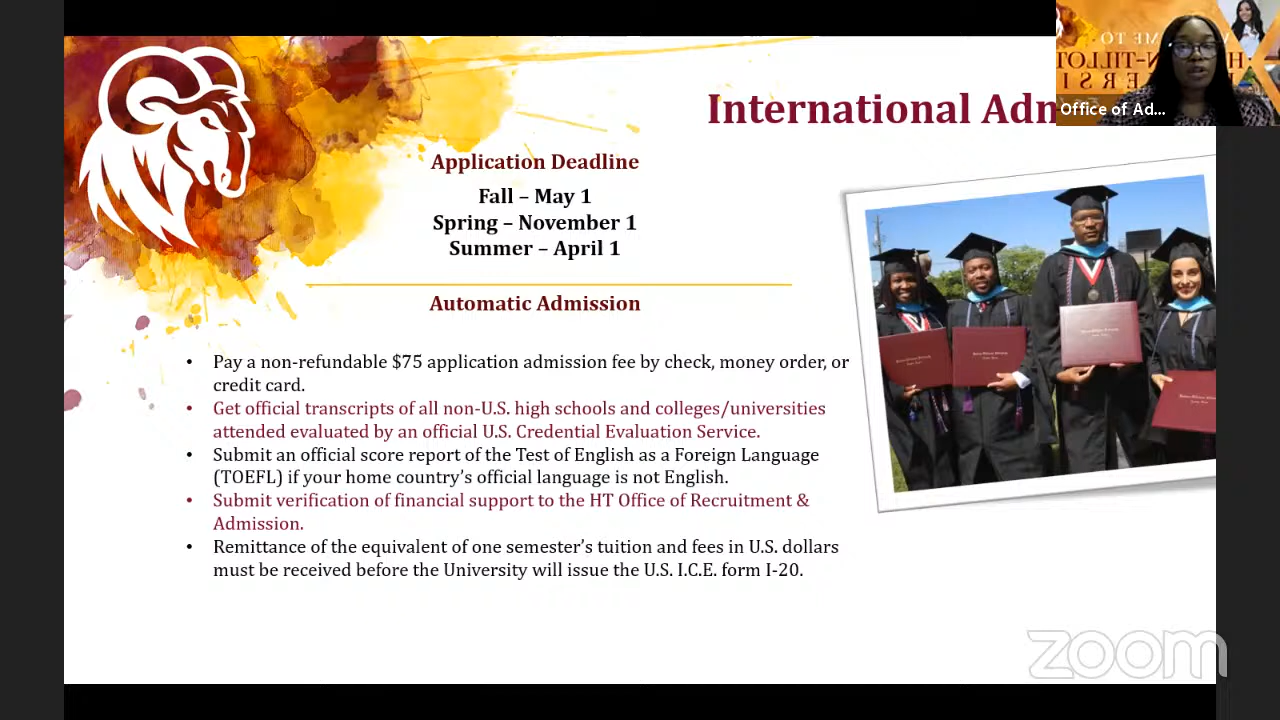 International Adm
Office of Ad...
Application Deadline
Fall – May 1
Spring – November 1
Summer – April 1
Automatic Admission
• Pay a non-refundable $75 application admission fee by check, money order, or
credit card.
• Get official transcripts of all non-U.S. high schools and colleges/universities
attended evaluated by an official U.S. Credential Evaluation Service.
• Submit an official score report of the Test of English as a Foreign Language
(TOEFL) if your home country's official language is not English.
• Submit verification of financial support to the HT Office of Recruitment &
Admission.
• Remittance of the equivalent of one semester's tuition and fees in U.S. dollars
must be received before the University will issue the U.S. I.C.E. form I-20.
zoom